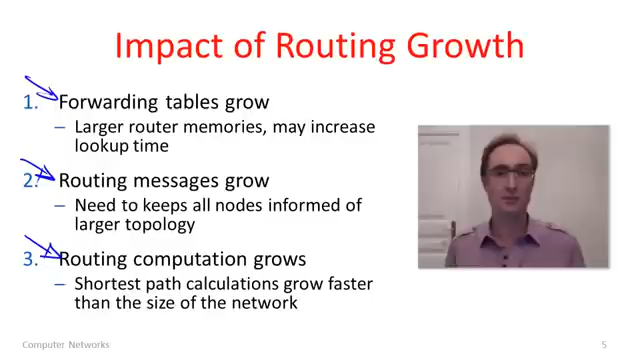 Impact of Routing Growth
1. Forwarding tables grow
– Larger router memories, may increase
lookup time
2. Routing messages grow
– Need to keeps all nodes informed of
larger topology
3. Routing computation grows
– Shortest path calculations grow faster
than the size of the network
Computer Networks
5